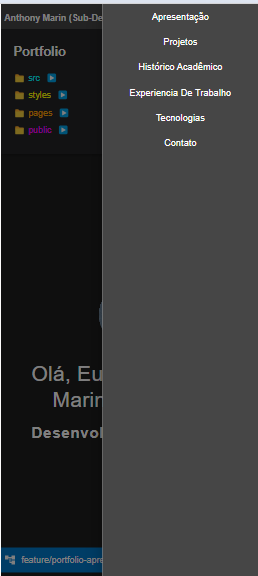 Anthony Marin (Sub-De
Portfolio
src
styles
pages
public
Olá, Eu
Marin
Desenvol
feature/portfolio-apre
Apresentação
Projetos
Histórico Acadêmico
Experiencia De Trabalho
Tecnologias
Contato